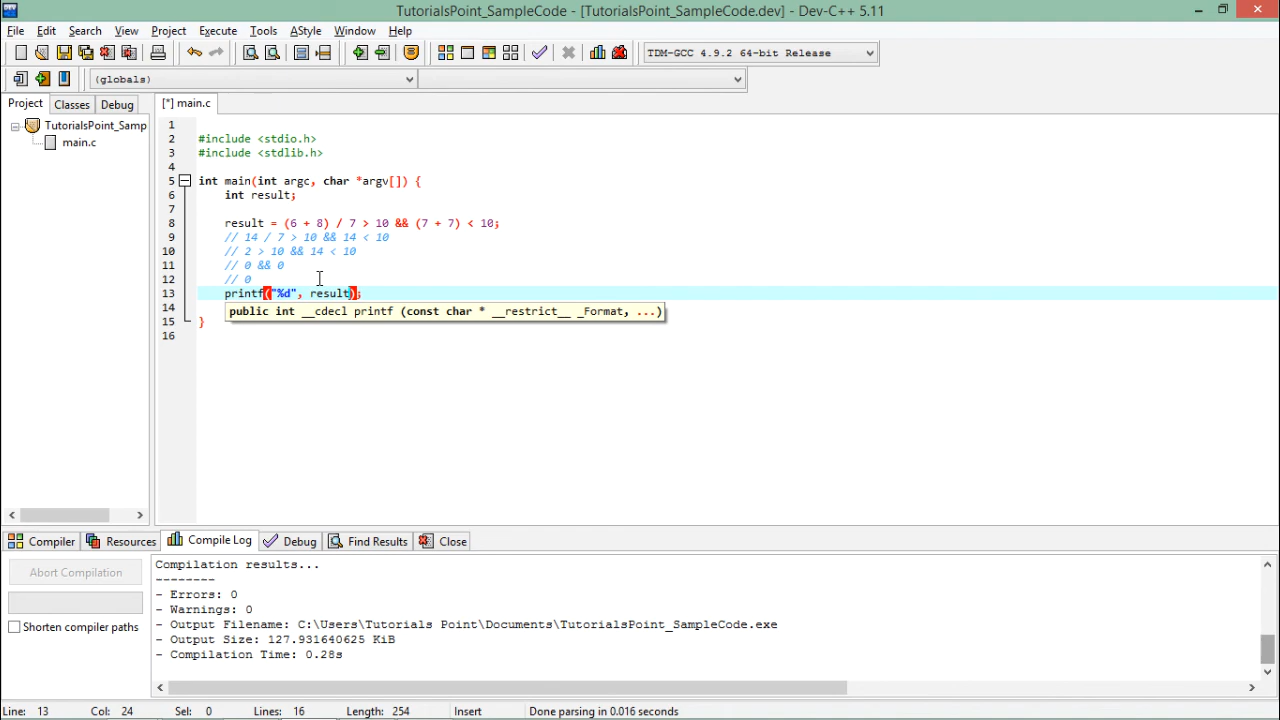 TutorialsPoint_SampleCode - [TutorialsPoint_SampleCode.dev] - Dev-C++ 5.11
File Edit Search View Project Execute Tools AStyle Window Help
TDM-GCC 4.9.2 64-bit Release
(globals)
Project Classes Debug
[*] main.c
TutorialsPoint_Samp
main.c
1
2 #include <stdio.h>
3 #include <stdlib.h>
4
5 int main(int argc, char *argv[]) {
6 int result;
7
8 result = (6 + 8) / 7 > 10 && (7 + 7) < 10;
9 // 14 / 7 > 10 && 14 < 10
10 // 2 > 10 && 14 < 10
11 // 0 && 0
12 // 0
13 printf("%d", result);
14 public int __cdecl printf (const char * __restrict__ _Format, ...)
15 }
16
Compiler Resources Compile Log Debug Find Results Close
Abort Compilation
Shorten compiler paths
Compilation results...
--------
- Errors: 0
- Warnings: 0
- Output Filename: C:\Users\Tutorials Point\Documents\TutorialsPoint_SampleCode.exe
- Output Size: 127.931640625 KiB
- Compilation Time: 0.28s
Line: 13 Col: 24 Sel: 0 Lines: 16 Length: 254 Insert Done parsing in 0.016 seconds